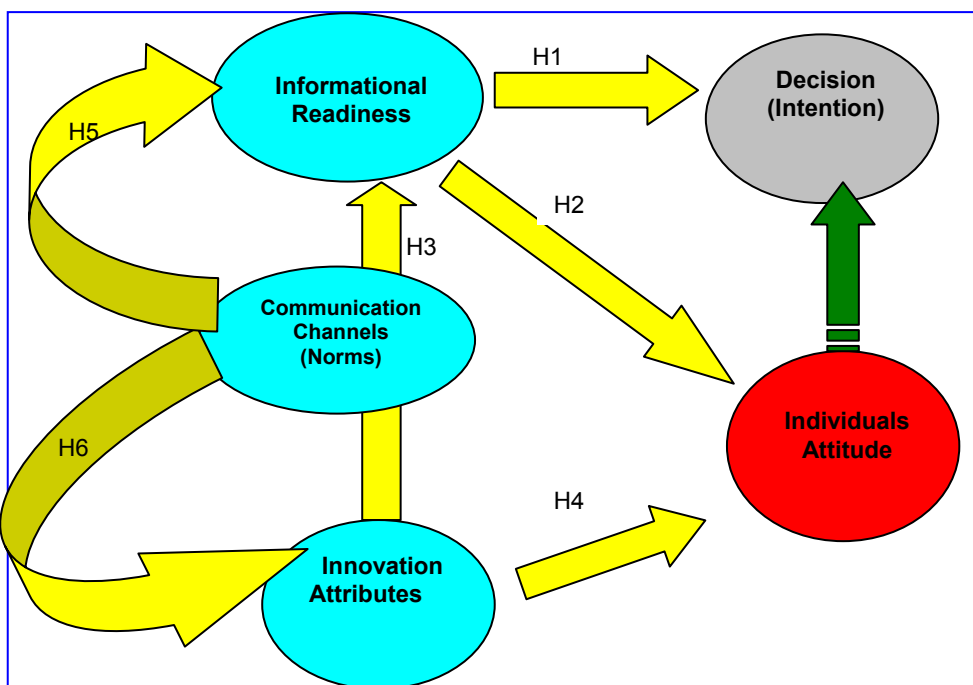 Informational
Readiness
H1
Decision
(Intention)
H5
H2
H3
Communication
Channels
(Norms)
Individuals
Attitude
H6
H4
Innovation
Attributes